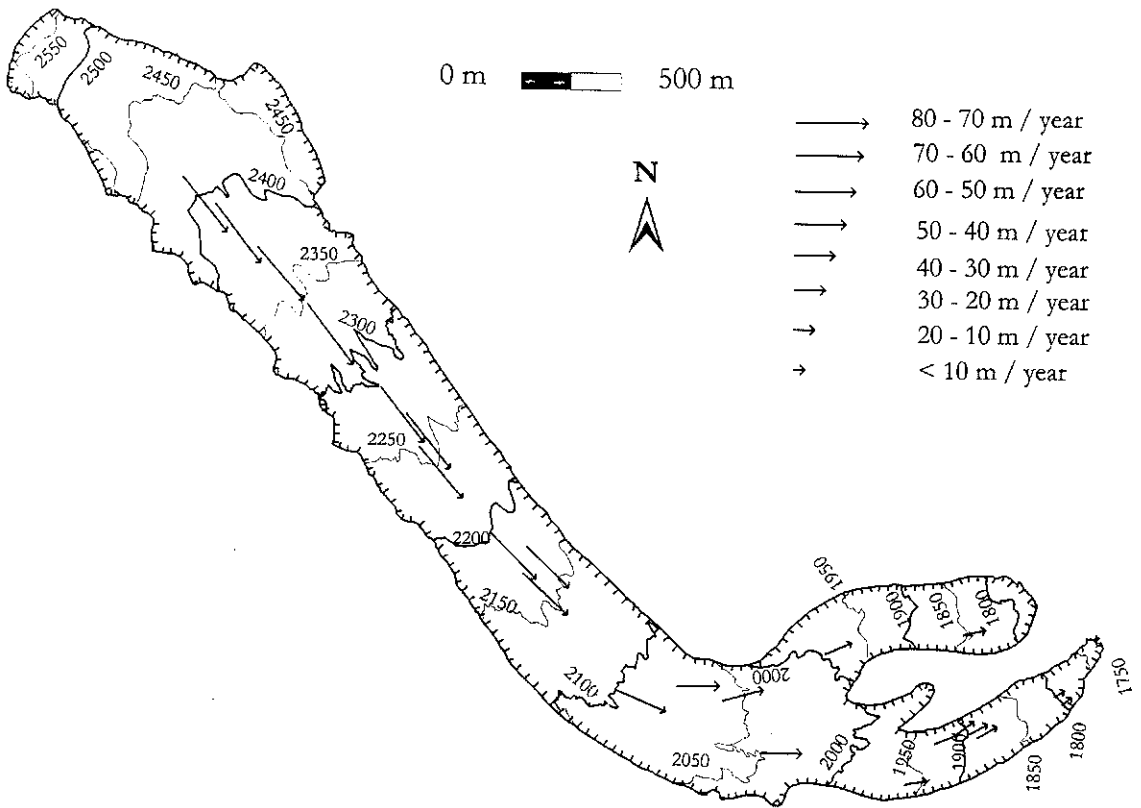 2550
2500
2450
0 m 500 m
2450
80 - 70 m / year
70 - 60 m / year
N
60 - 50 m / year
2400
50 - 40 m / year
2350
40 - 30 m / year
30 - 20 m / year
2300
20 - 10 m / year
< 10 m / year
2250
2200
1950
2150
1900
1850
1800
2000
2100
1750
2050
2000
1950
1900
1850
1800